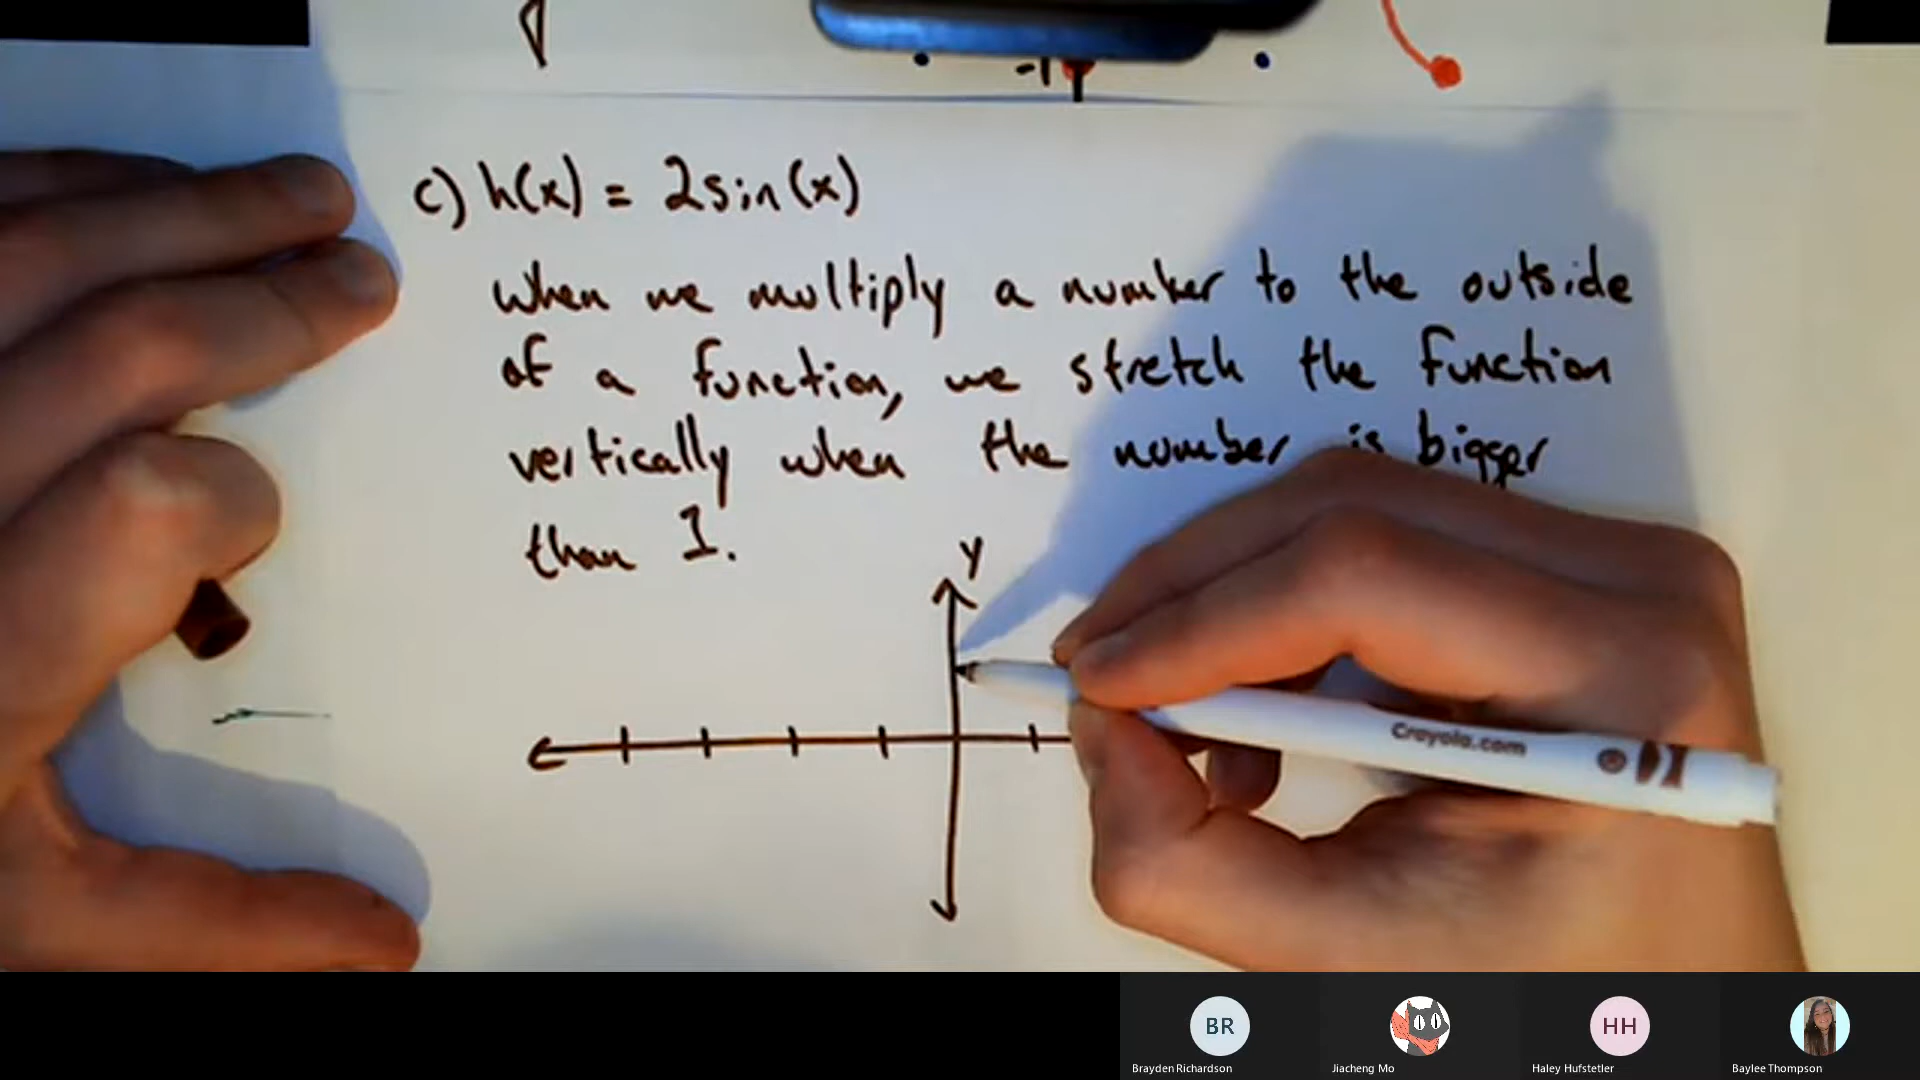 -1
c) h(x) = 2sin(x)
When we multiply a number to the outside
of a function, we stretch the function
vertically when the number is bigger
than 1.
y
Crayola.com
BR
HH
Brayden Richardson
Jiacheng Mo
Haley Hufstetler
Baylee Thompson